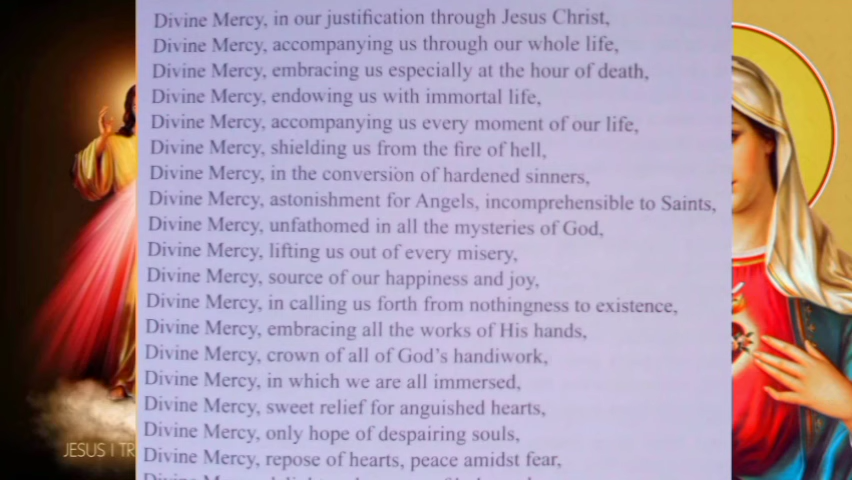 Divine Mercy, in our justification through Jesus Christ,
Divine Mercy, accompanying us through our whole life,
Divine Mercy, embracing us especially at the hour of death,
Divine Mercy, endowing us with immortal life,
Divine Mercy, accompanying us every moment of our life,
Divine Mercy, shielding us from the fire of hell,
Divine Mercy, in the conversion of hardened sinners,
Divine Mercy, astonishment for Angels, incomprehensible to Saints,
Divine Mercy, unfathomed in all the mysteries of God,
Divine Mercy, lifting us out of every misery,
Divine Mercy, source of our happiness and joy,
Divine Mercy, in calling us forth from nothingness to existence,
Divine Mercy, embracing all the works of His hands,
Divine Mercy, crown of all of God's handiwork,
Divine Mercy, in which we are all immersed,
Divine Mercy, sweet relief for anguished hearts,
Divine Mercy, only hope of despairing souls,
Divine Mercy, repose of hearts, peace amidst fear,
JESUS I TR